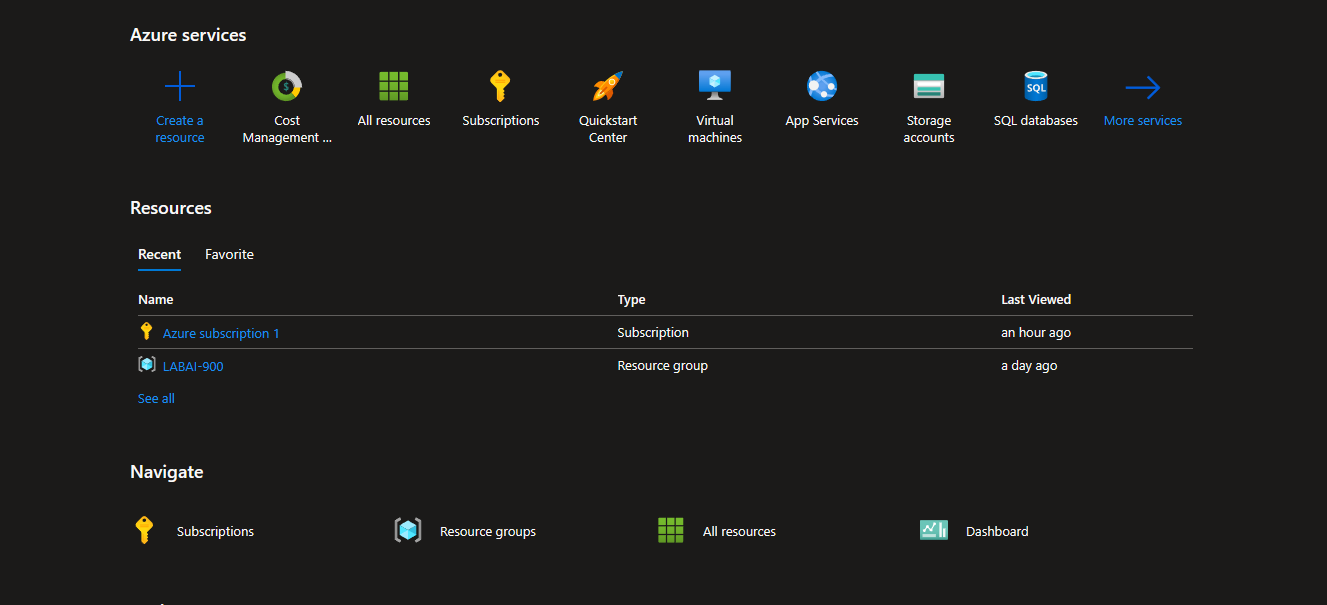 Azure services
Create a resource
Cost Management ...
All resources
Subscriptions
Quickstart Center
Virtual machines
App Services
Storage accounts
SQL
SQL databases
More services
Resources
Recent Favorite
Name Type Last Viewed
Azure subscription 1 Subscription an hour ago
LABAI-900 Resource group a day ago
See all
Navigate
Subscriptions Resource groups All resources Dashboard